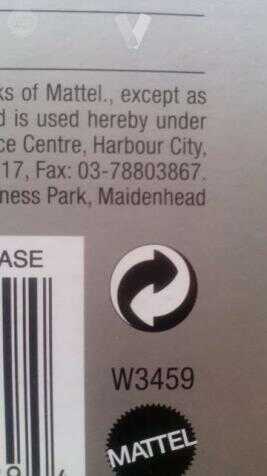 ks of Mattel., except as
d is used hereby under
ce Centre, Harbour City,
17, Fax: 03-78803867.
ness Park, Maidenhead
ASE
W3459
MATTEL